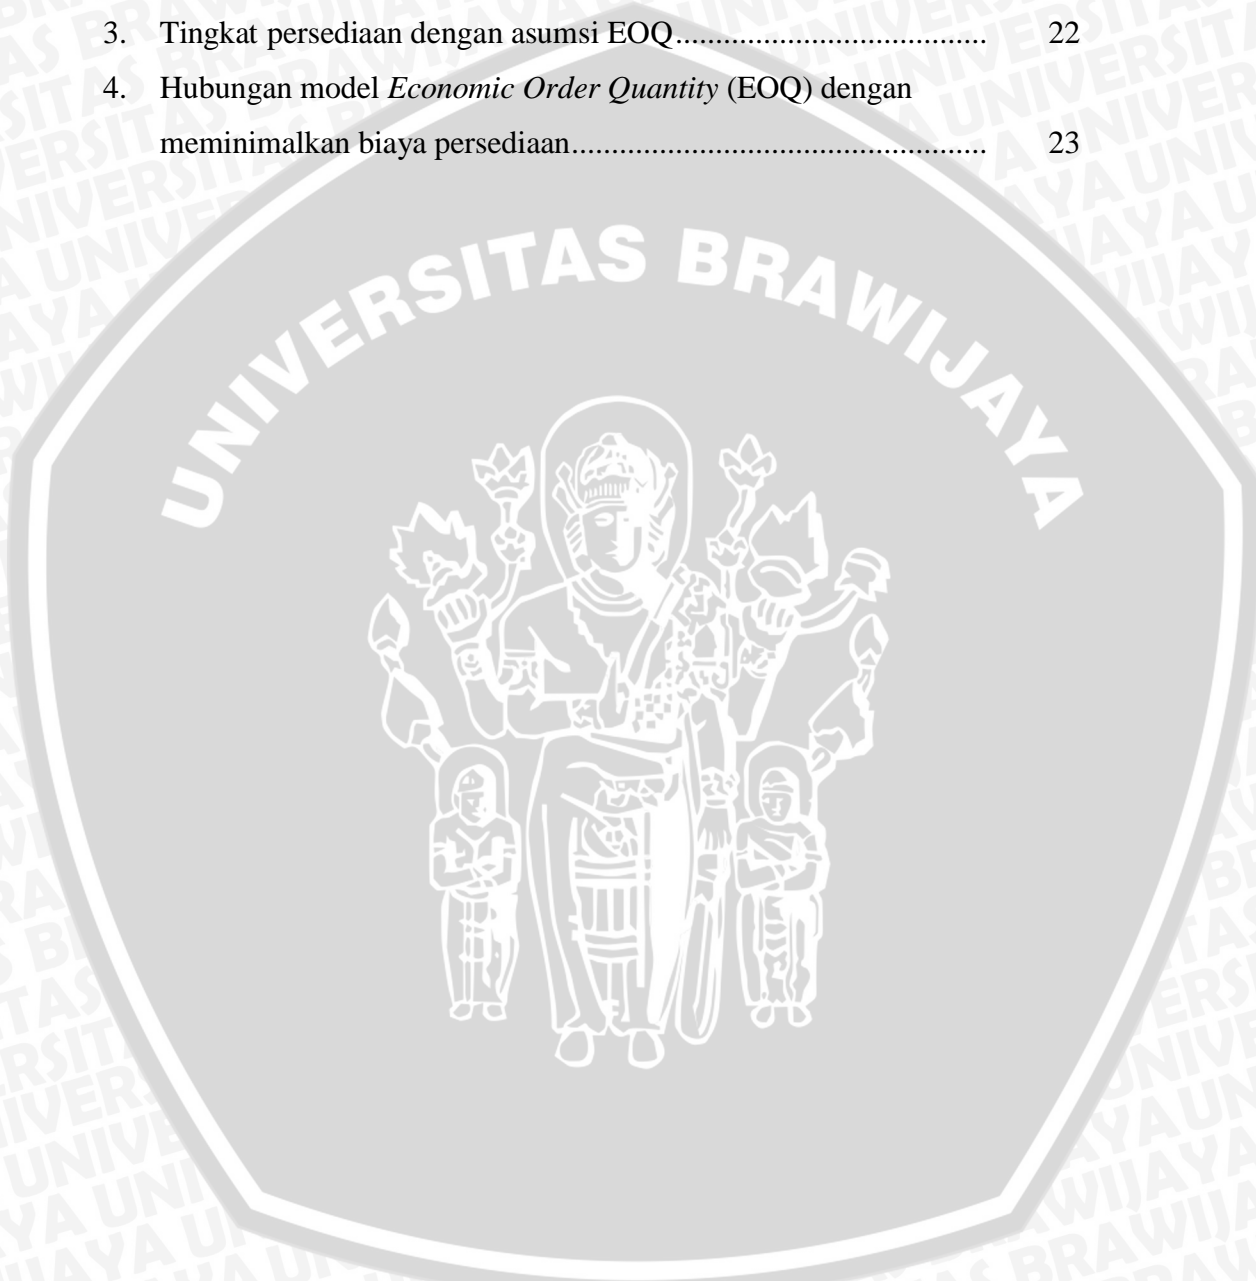 3. Tingkat persediaan dengan asumsi EOQ....................................... 22
4. Hubungan model Economic Order Quantity (EOQ) dengan
meminimalkan biaya persediaan.................................................... 23
UNIVERSITAS BRAWIJAYA